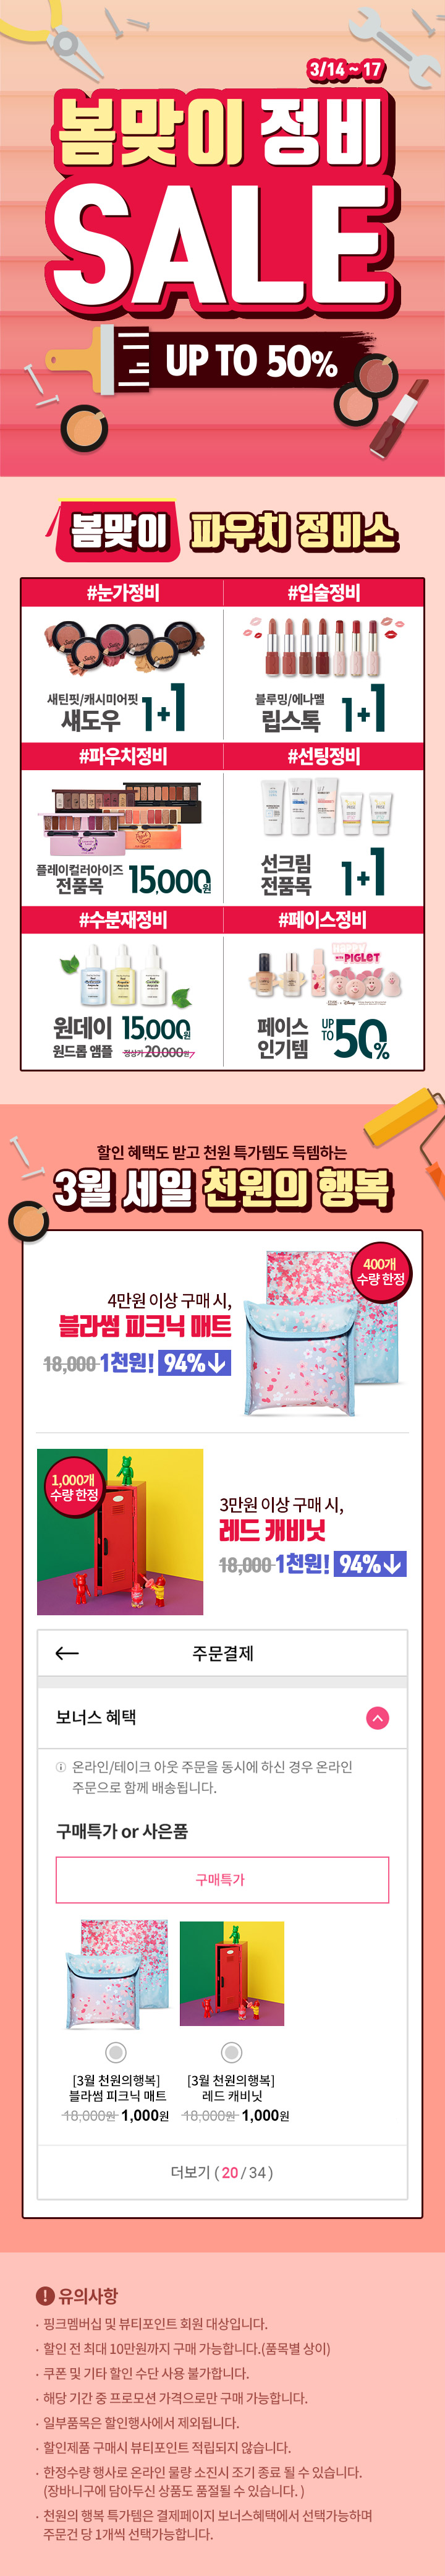 3/14 ~ 17
봄맞이 정비
SALE
UP TO 50%
봄맞이 파우치 정비소
#눈가정비
#입술정비
새틴핏/캐시미어핏
섀도우
1+1
블루밍/에나멜
립스톡
1+1
#파우치정비
#선팅정비
플레이컬러아이즈
전품목
15,000원
선크림
전품목
1+1
#수분재정비
#페이스정비
HAPPY
WITH PIGLET
원데이
원드롭 앰플
15,000원
정상가 20,000원
페이스
인기템
UP TO 50%
할인 혜택도 받고 천원 특가템도 득템하는
3월 세일 천원의 행복
400개
수량 한정
4만원 이상 구매 시,
블라썸 피크닉 매트
18,000 1천원! 94%↓
1,000개
수량 한정
3만원 이상 구매 시,
레드 캐비닛
18,000 1천원! 94%↓
주문결제
보너스 혜택
온라인/테이크 아웃 주문을 동시에 하신 경우 온라인
주문으로 함께 배송됩니다.
구매특가 or 사은품
구매특가
[3월 천원의행복]
블라썸 피크닉 매트
18,000원 1,000원
[3월 천원의행복]
레드 캐비닛
18,000원 1,000원
더보기 ( 20 / 34 )
! 유의사항
· 핑크멤버십 및 뷰티포인트 회원 대상입니다.
· 할인 전 최대 10만원까지 구매 가능합니다.(품목별 상이)
· 쿠폰 및 기타 할인 수단 사용 불가합니다.
· 해당 기간 중 프로모션 가격으로만 구매 가능합니다.
· 일부품목은 할인행사에서 제외됩니다.
· 할인제품 구매시 뷰티포인트 적립되지 않습니다.
· 한정수량 행사로 온라인 물량 소진시 조기 종료 될 수 있습니다.
(장바니구에 담아두신 상품도 품절될 수 있습니다. )
· 천원의 행복 특가템은 결제페이지 보너스혜택에서 선택가능하며
주문건 당 1개씩 선택가능합니다.